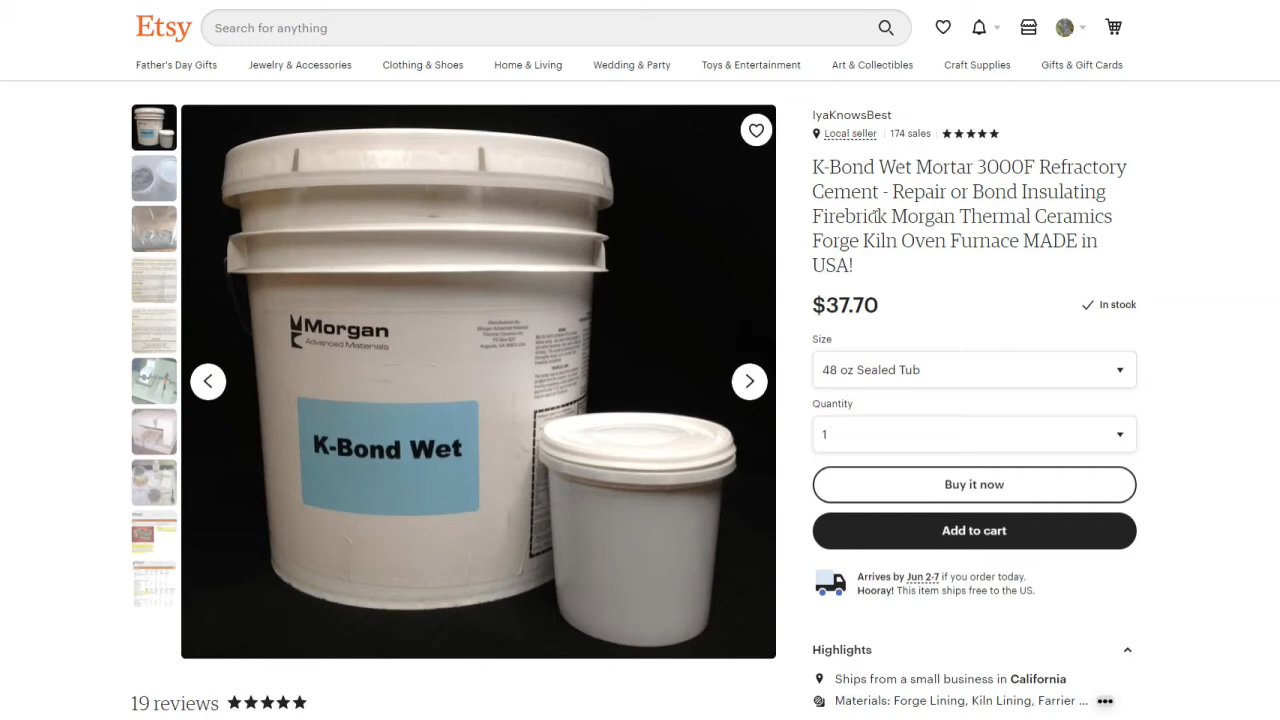 Etsy
Search for anything
Father's Day Gifts
Jewelry & Accessories
Clothing & Shoes
Home & Living
Wedding & Party
Toys & Entertainment
Art & Collectibles
Craft Supplies
Gifts & Gift Cards
IyaKnowsBest
Local seller
174 sales
K-Bond Wet Mortar 3000F Refractory
Cement - Repair or Bond Insulating
Firebrick Morgan Thermal Ceramics
Forge Kiln Oven Furnace MADE in
USA!
$37.70
In stock
Size
48 oz Sealed Tub
Quantity
1
Buy it now
Add to cart
Arrives by Jun 2-7 if you order today.
Hooray! This item ships free to the US.
Highlights
Ships from a small business in California
Materials: Forge Lining, Kiln Lining, Farrier ...
Morgan
Advanced Materials
K-Bond Wet
19 reviews